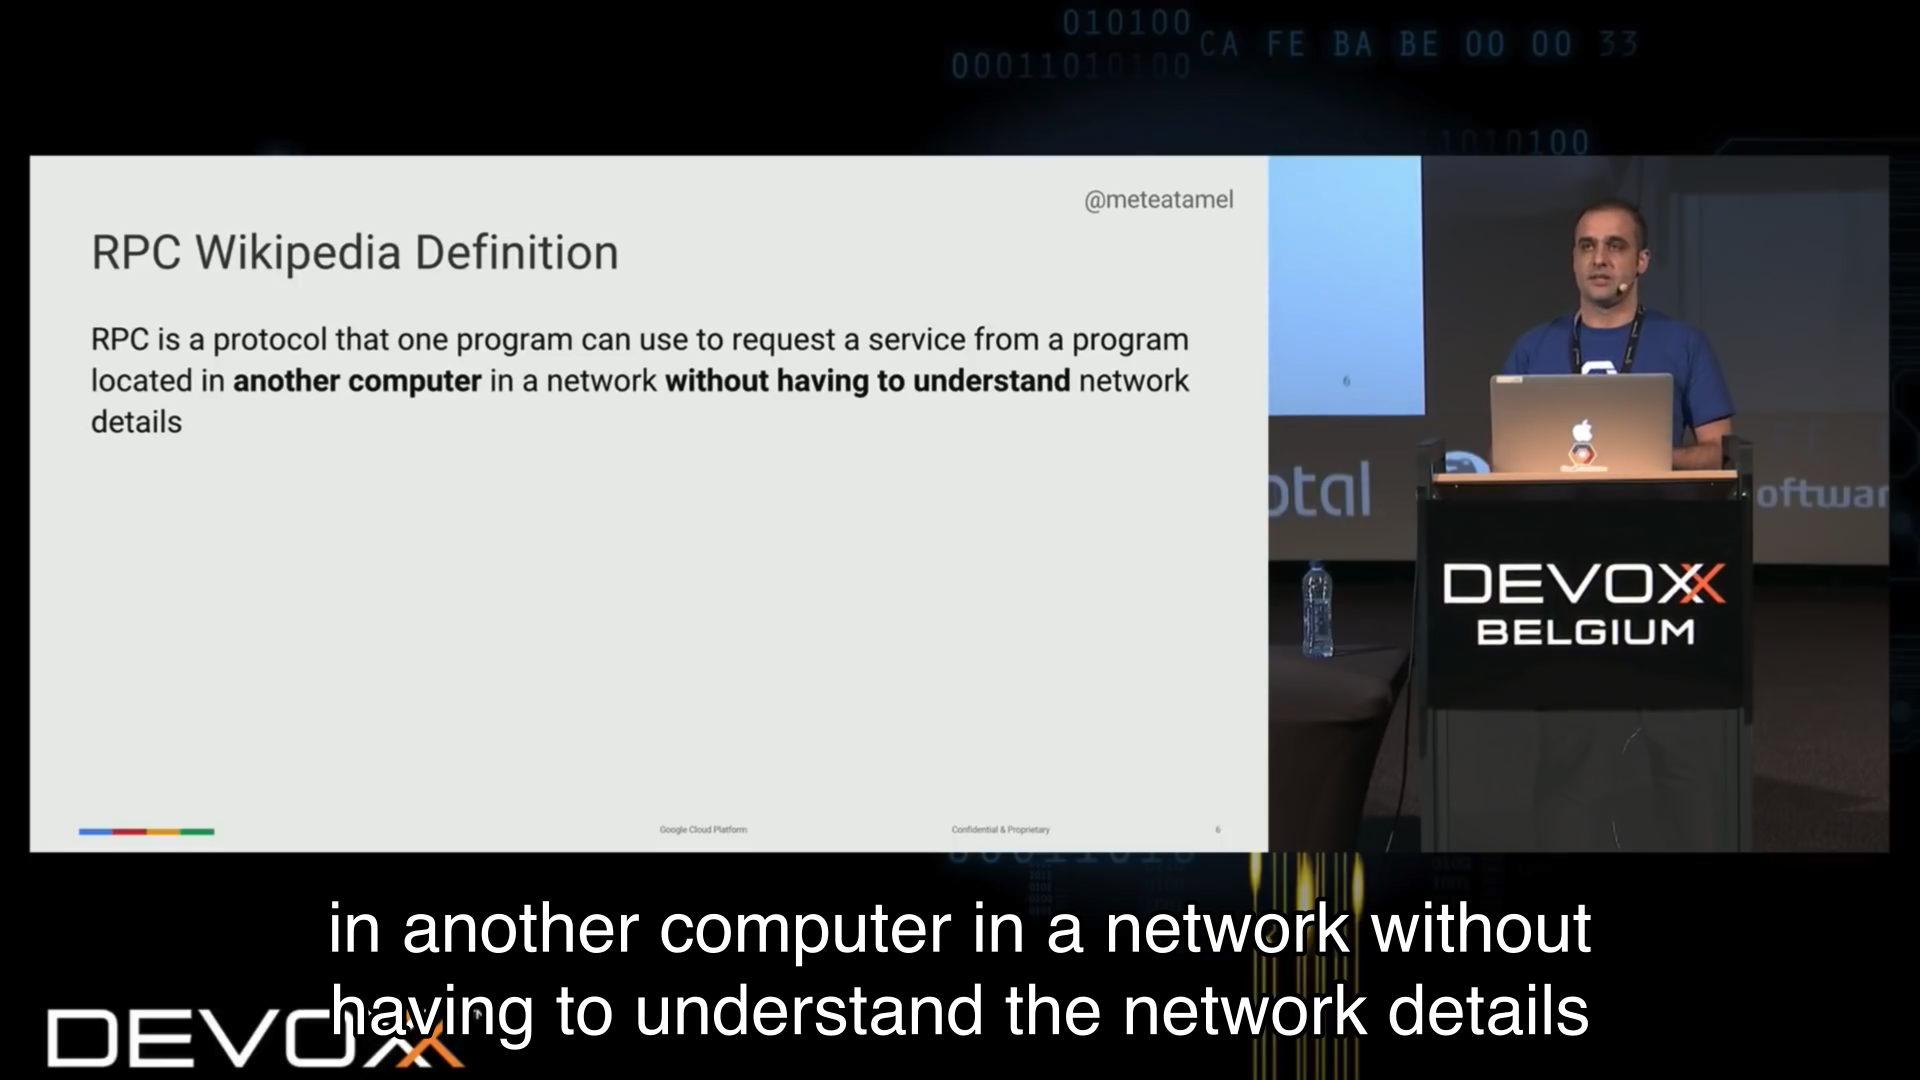 010100
CA FE BA BE 00 00 33
00011010100
1010100
@meteatamel
RPC Wikipedia Definition
RPC is a protocol that one program can use to request a service from a program
located in another computer in a network without having to understand network
details
6
otal
oftwar
DEVOXX
BELGIUM
Google Cloud Platform
Confidential & Proprietary
6
in another computer in a network without
having to understand the network details
DEVOXX